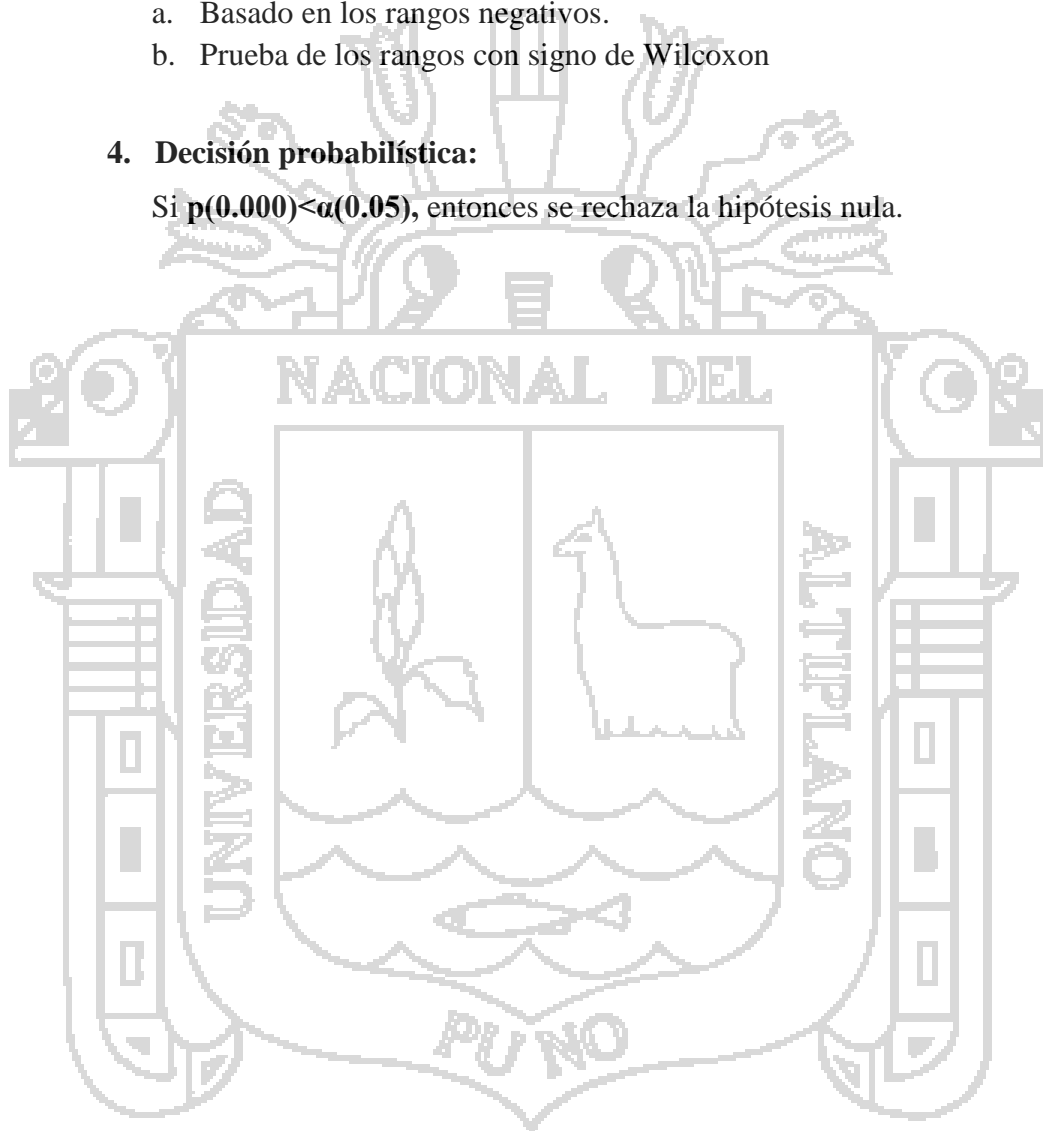 a. Basado en los rangos negativos.
b. Prueba de los rangos con signo de Wilcoxon
4. Decisión probabilística:
Si p(0.000)<α(0.05), entonces se rechaza la hipótesis nula.
NACIONAL DEL
UNIVERSIDAD
ALTIPLANO
PUNO